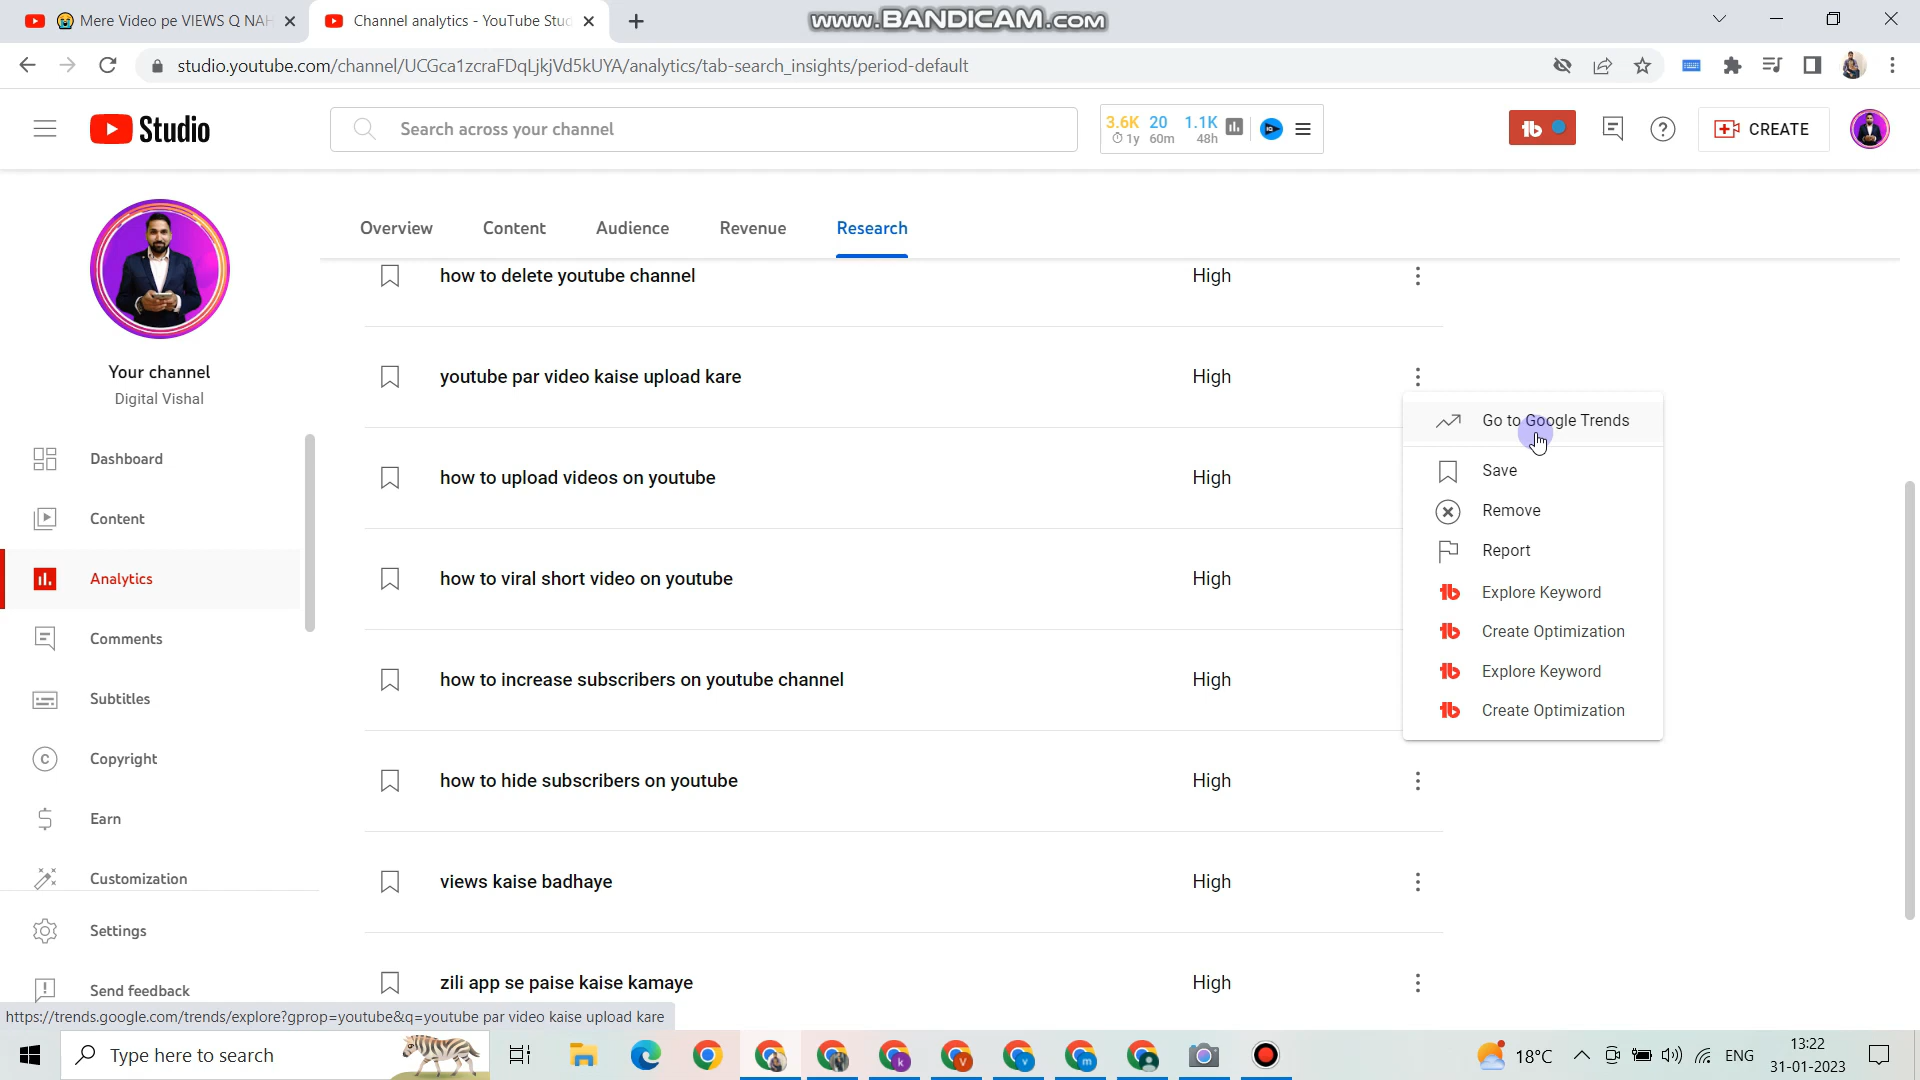 😭 Mere Video pe VIEWS Q NAH
Channel analytics - YouTube Stud
www.BANDICAM.com
studio.youtube.com/channel/UCGca1zcraFDqLjkjVd5kUYA/analytics/tab-search_insights/period-default
Studio
Search across your channel
3.6K 20 1.1K
1y 60m 48h
CREATE
Overview Content Audience Revenue Research
how to delete youtube channel High
youtube par video kaise upload kare High
how to upload videos on youtube High
how to viral short video on youtube High
how to increase subscribers on youtube channel High
how to hide subscribers on youtube High
views kaise badhaye High
zili app se paise kaise kamaye High
Go to Google Trends
Save
Remove
Report
Explore Keyword
Create Optimization
Explore Keyword
Create Optimization
Your channel
Digital Vishal
Dashboard
Content
Analytics
Comments
Subtitles
Copyright
Earn
Customization
Settings
Send feedback
https://trends.google.com/trends/explore?gprop=youtube&q=youtube par video kaise upload kare
Type here to search
18°C
ENG
13:22
31-01-2023